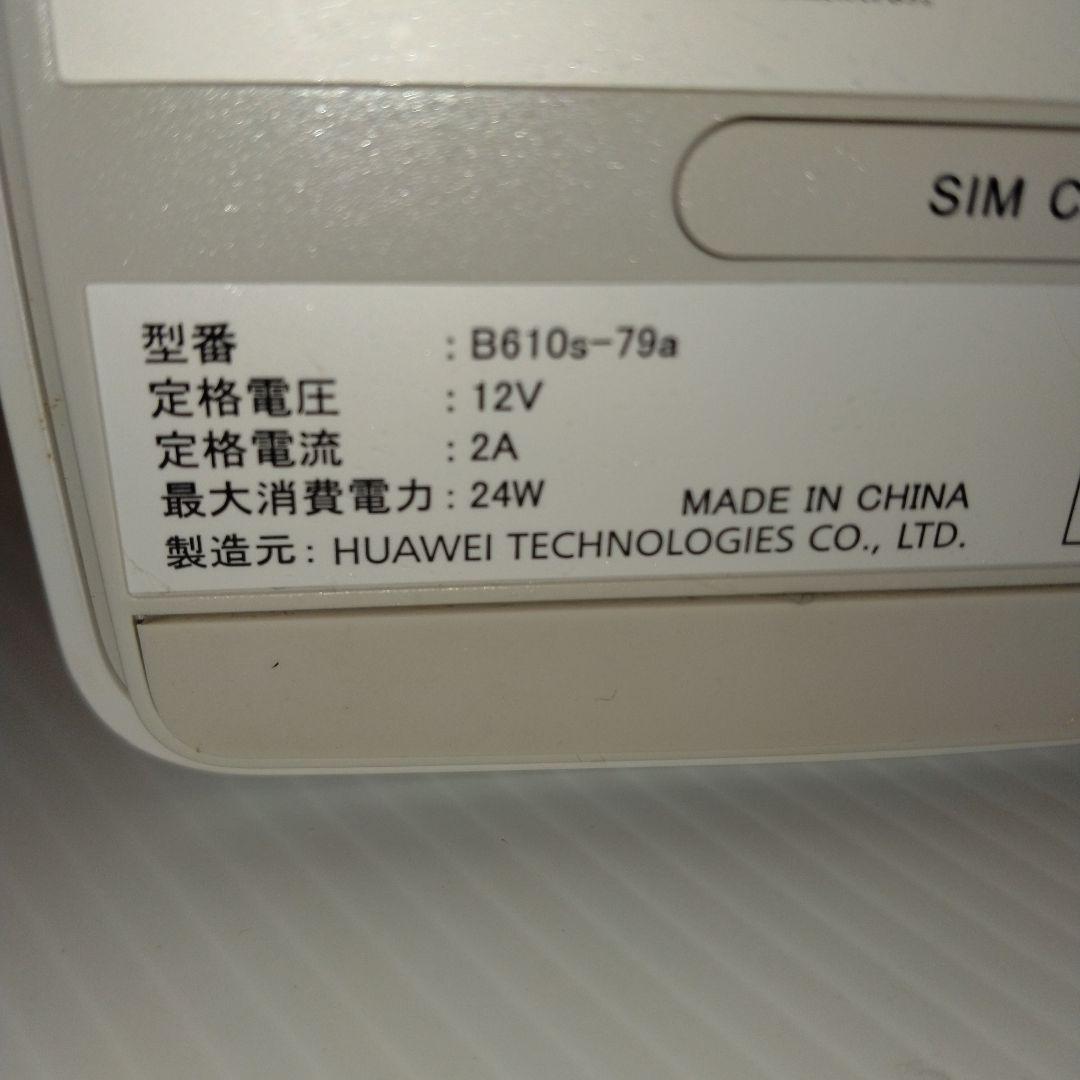 SIM C
型番 : B610s-79a
定格電圧 : 12V
定格電流 : 2A
最大消費電力 : 24W
MADE IN CHINA
製造元 : HUAWEI TECHNOLOGIES CO., LTD.